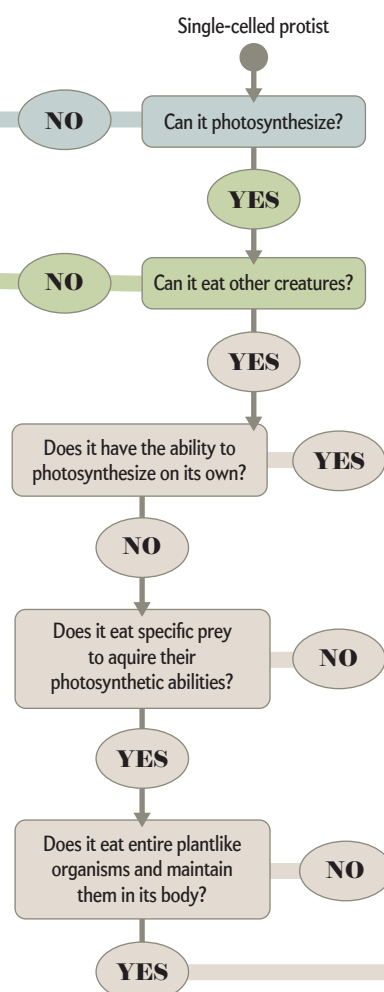 Single-celled protist
NO
Can it photosynthesize?
YES
NO
Can it eat other creatures?
YES
Does it have the ability to
photosynthesize on its own?
YES
NO
Does it eat specific prey
to aquire their
photosynthetic abilities?
NO
YES
Does it eat entire plantlike
organisms and maintain
them in its body?
NO
YES